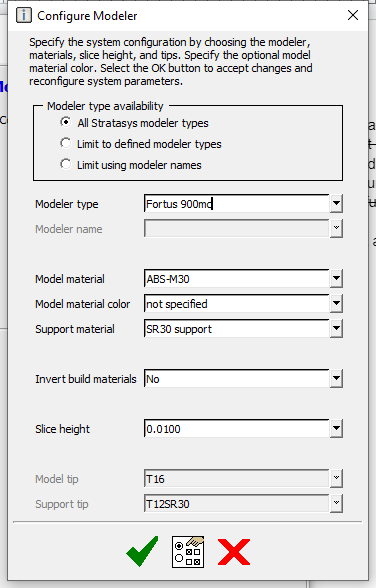 Configure Modeler
Specify the system configuration by choosing the modeler,
materials, slice height, and tips. Specify the optional model
material color. Select the OK button to accept changes and
reconfigure system parameters.
Modeler type availability
All Stratasys modeler types
Limit to defined modeler types
Limit using modeler names
Modeler type Fortus 900mc
Modeler name
Model material ABS-M30
Model material color not specified
Support material SR30 support
Invert build materials No
Slice height 0.0100
Model tip T16
Support tip T12SR30